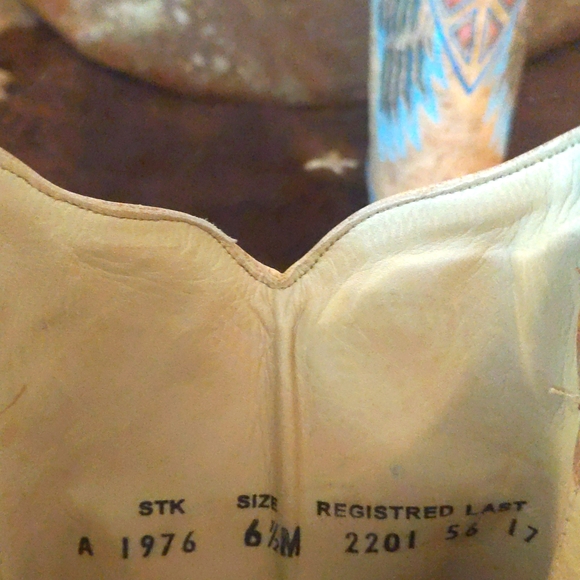 STK SIZE REGISTRED LAST
A 1976 6½M 2201 56 17